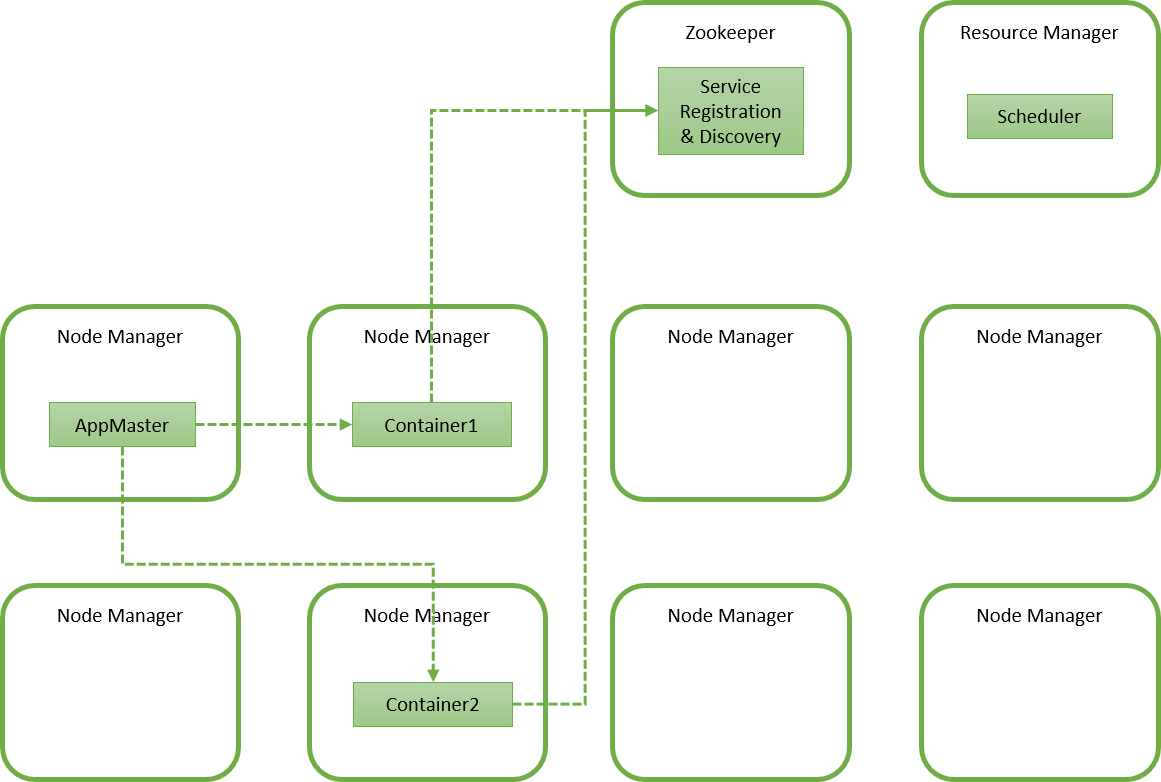 Zookeeper
Service
Registration
& Discovery
Resource Manager
Scheduler
Node Manager
AppMaster
Node Manager
Container1
Node Manager
Node Manager
Node Manager
Node Manager
Container2
Node Manager
Node Manager